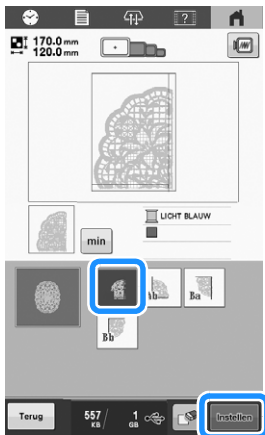 170.0 mm
120.0 mm
min
LICHT BLAUW
Ab
Ba
Bb
Terug
557 KB / 1 GB
Instellen